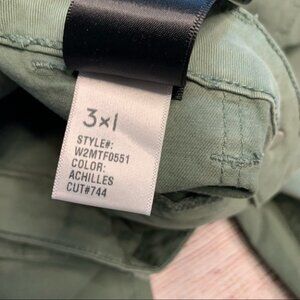 3x1
STYLE#:
W2MTF0551
COLOR:
ACHILLES
CUT#744